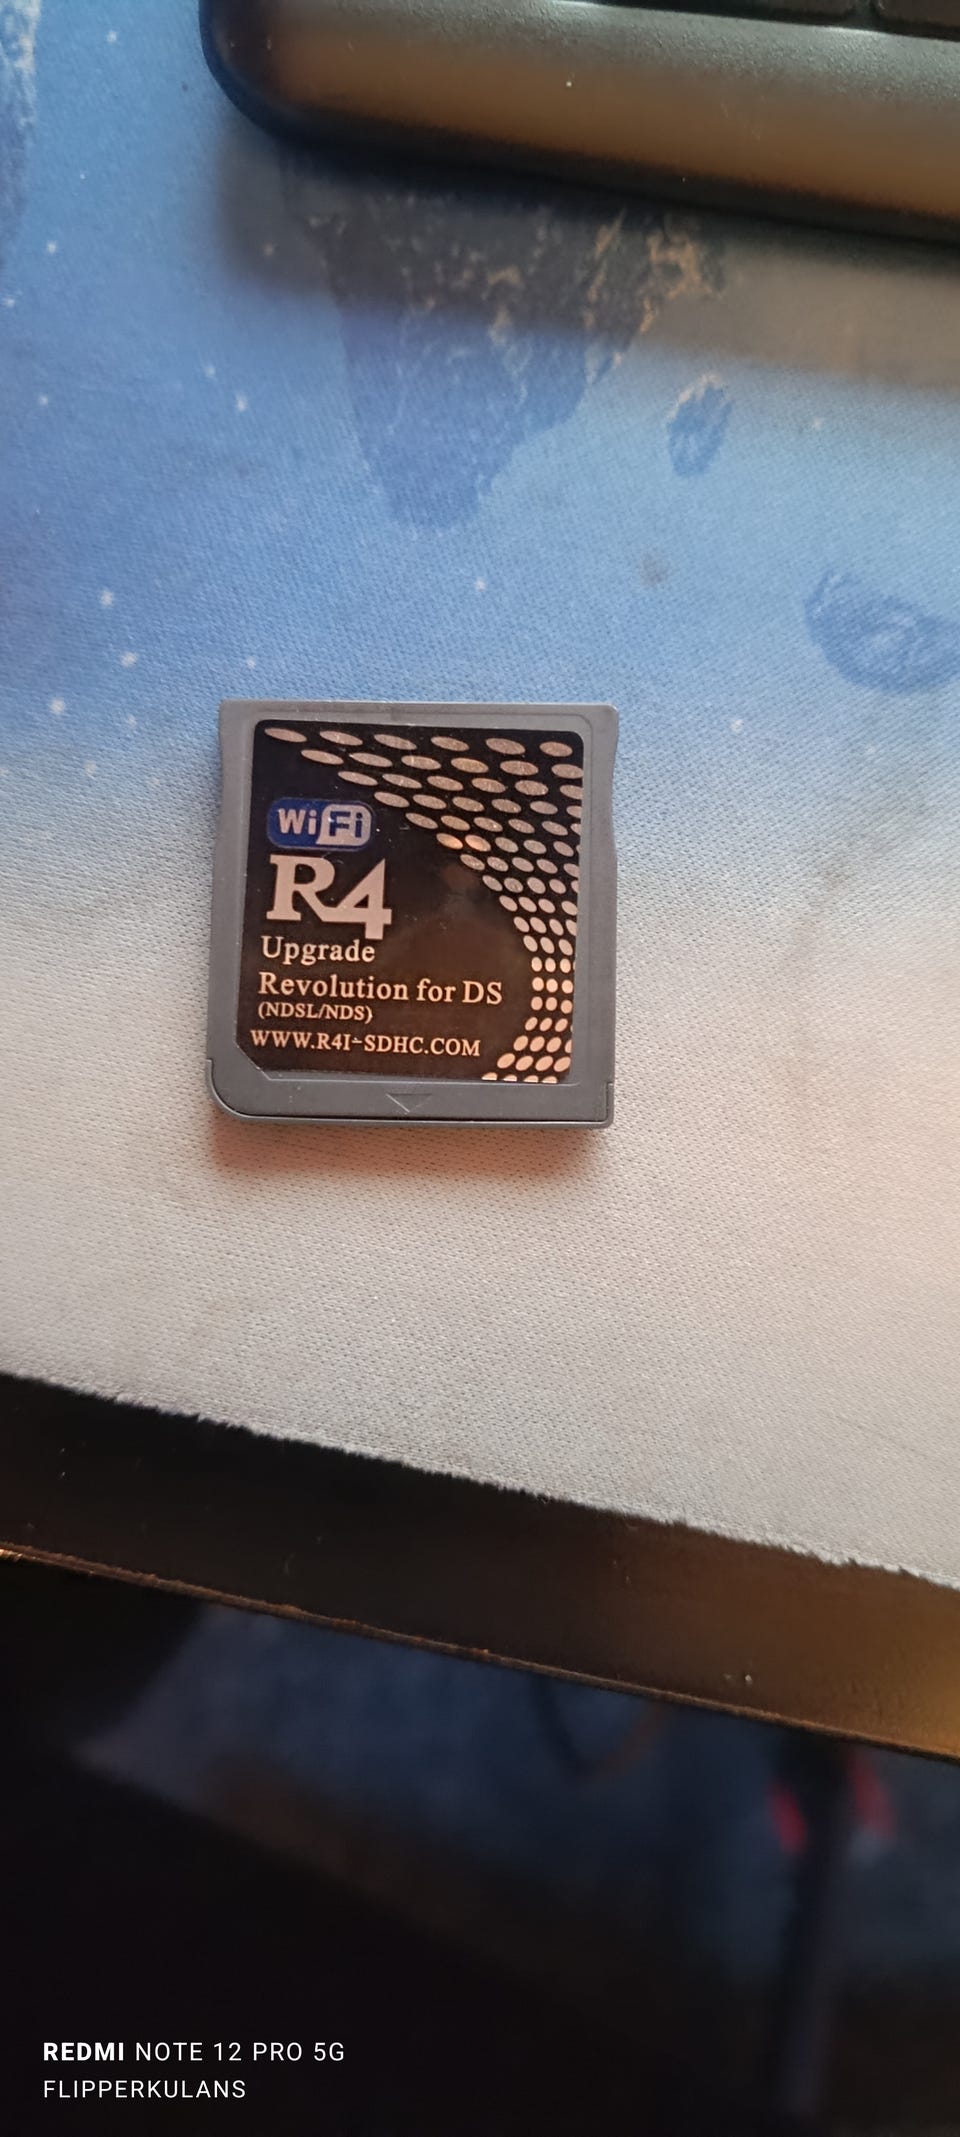 WiFi
R4
Upgrade
Revolution for DS
(NDSL/NDS)
WWW.R4I-SDHC.COM
REDMI NOTE 12 PRO 5G
FLIPPERKULANS